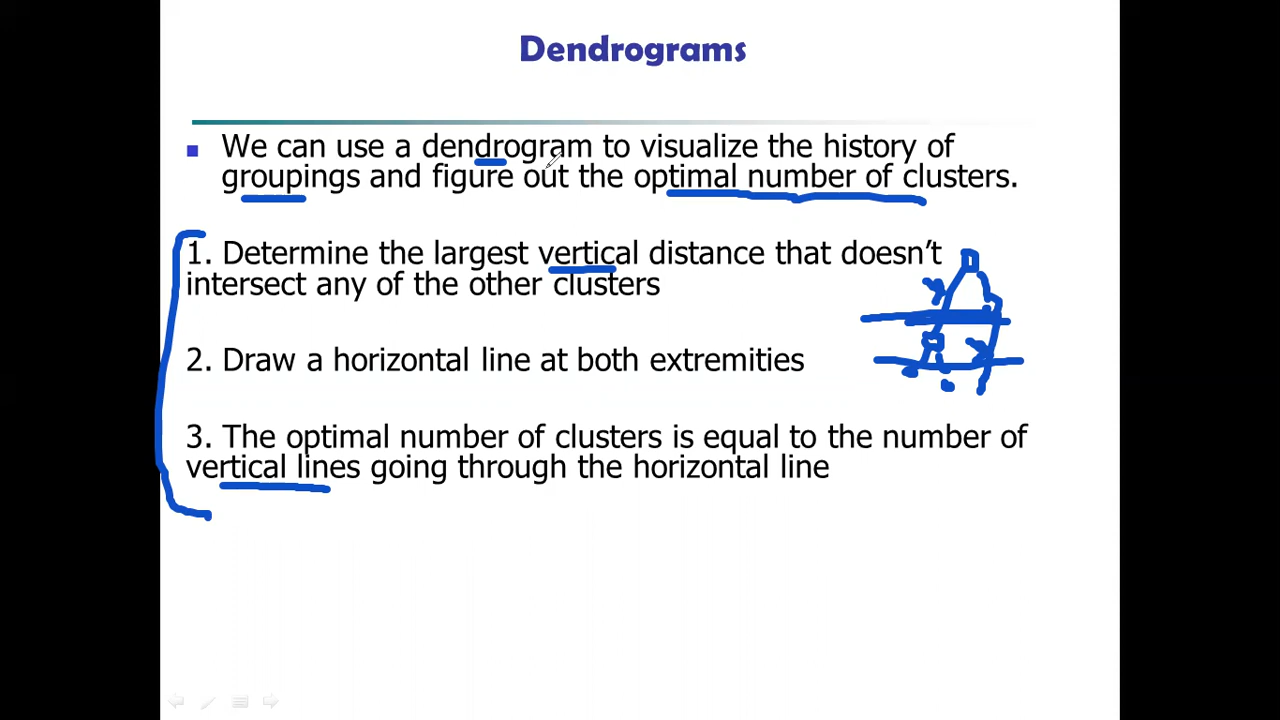 Dendrograms
We can use a dendrogram to visualize the history of
groupings and figure out the optimal number of clusters.
1. Determine the largest vertical distance that doesn’t
intersect any of the other clusters
2. Draw a horizontal line at both extremities
3. The optimal number of clusters is equal to the number of
vertical lines going through the horizontal line